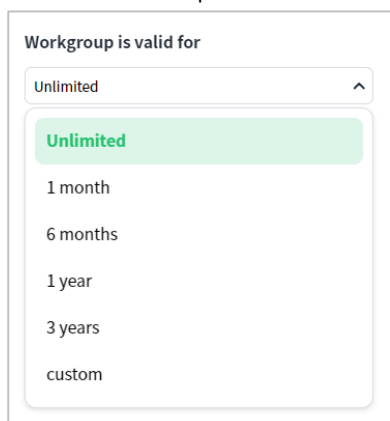 Workgroup is valid for
Unlimited
Unlimited
1 month
6 months
1 year
3 years
custom